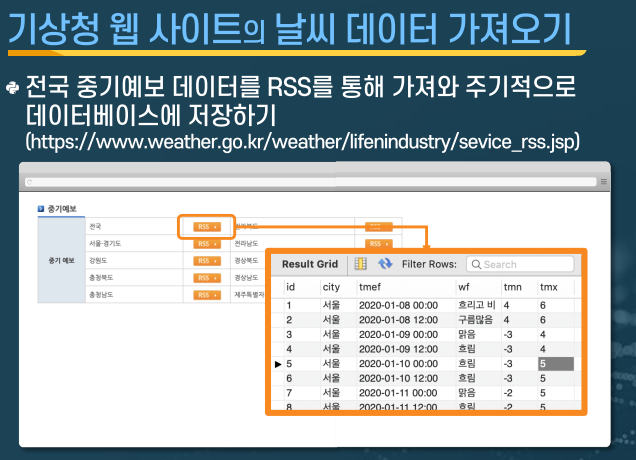 기상청 웹 사이트의 날씨 데이터 가져오기
전국 중기예보 데이터를 RSS를 통해 가져와 주기적으로
데이터베이스에 저장하기
(https://www.weather.go.kr/weather/lifenindustry/sevice_rss.jsp)
중기예보
중기 예보
전국 RSS 전라북도 RSS
서울·경기도 RSS 전라남도 RSS
강원도 RSS 경상북도
충청북도 RSS 경상남도
충청남도 RSS 제주특별자
Result Grid Filter Rows: Search
id city tmef wf tmn tmx
1 서울 2020-01-08 00:00 흐리고 비 4 6
2 서울 2020-01-08 12:00 구름많음 4 6
3 서울 2020-01-09 00:00 맑음 -3 4
4 서울 2020-01-09 12:00 흐림 -3 4
5 서울 2020-01-10 00:00 흐림 -3 5
6 서울 2020-01-10 12:00 흐림 -3 5
7 서울 2020-01-11 00:00 맑음 -2 5
8 서울 2020-01-11 12:00 흐림 -2 5